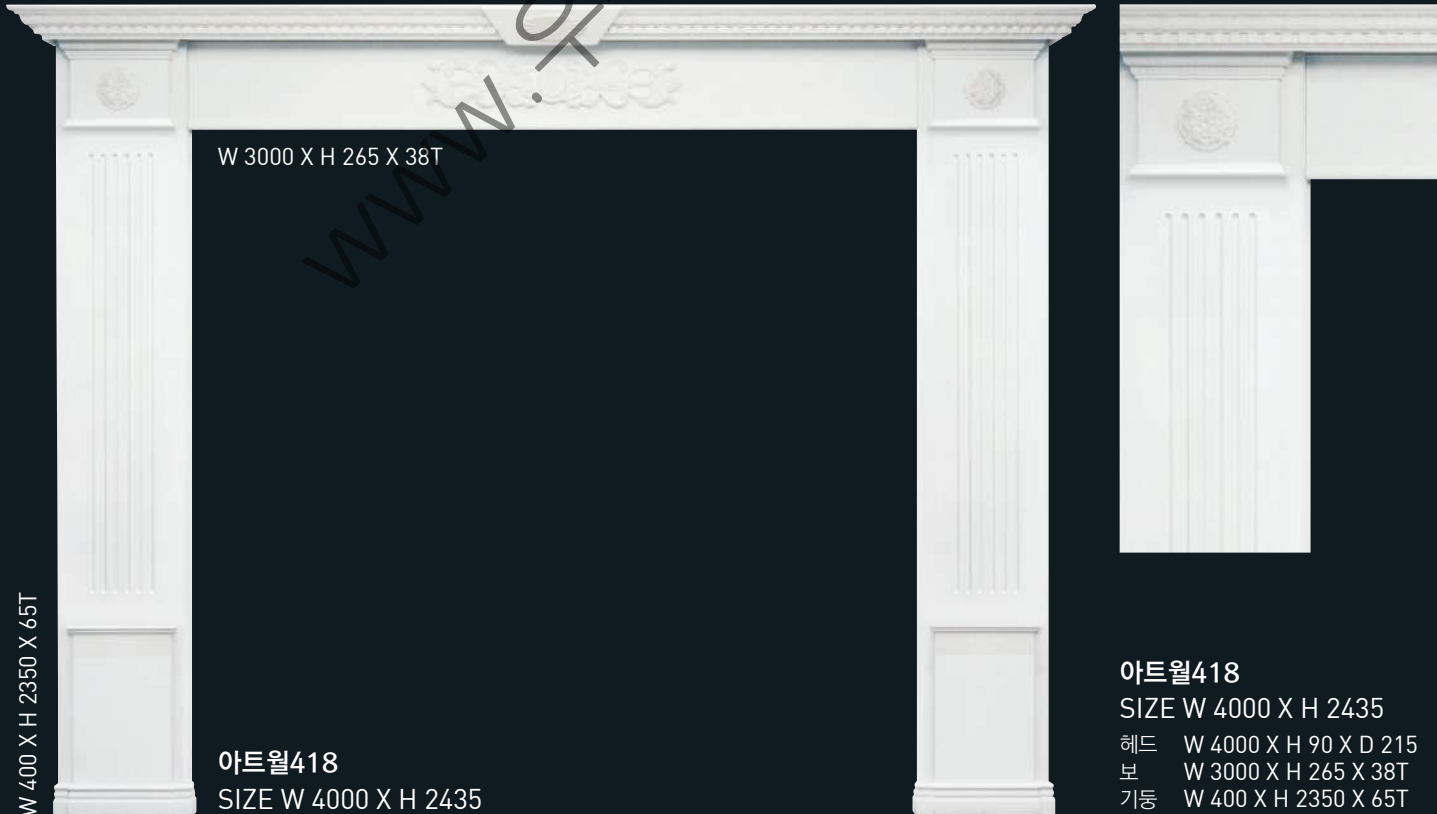 W 3000 X H 265 X 38T
W 400 X H 2350 X 65T
아트월418
SIZE W 4000 X H 2435
아트월418
SIZE W 4000 X H 2435
헤드 W 4000 X H 90 X D 215
보 W 3000 X H 265 X 38T
기둥 W 400 X H 2350 X 65T
www.